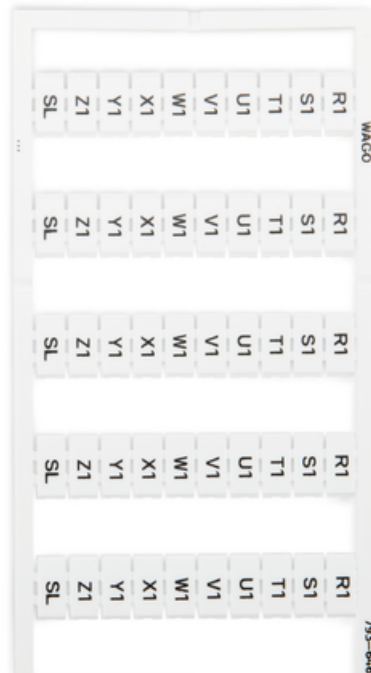 WAGO
R1 R1 R1 R1 R1
S1 S1 S1 S1 S1
T1 T1 T1 T1 T1
U1 U1 U1 U1 U1
V1 V1 V1 V1 V1
W1 W1 W1 W1 W1
X1 X1 X1 X1 X1
Y1 Y1 Y1 Y1 Y1
Z1 Z1 Z1 Z1 Z1
SL SL SL SL SL